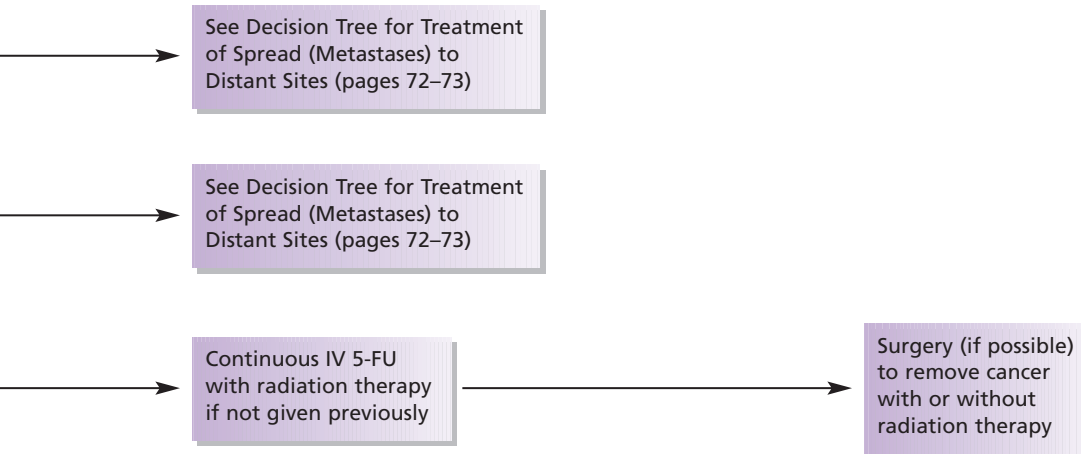 See Decision Tree for Treatment
of Spread (Metastases) to
Distant Sites (pages 72–73)
See Decision Tree for Treatment
of Spread (Metastases) to
Distant Sites (pages 72–73)
Continuous IV 5-FU
with radiation therapy
if not given previously
Surgery (if possible)
to remove cancer
with or without
radiation therapy